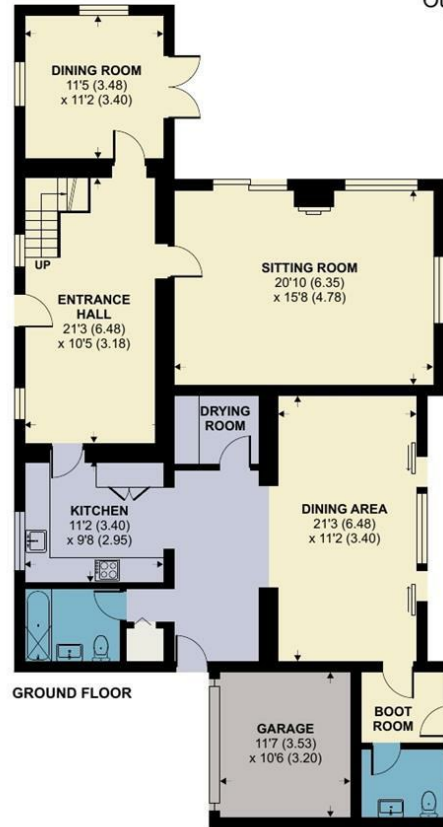 DINING ROOM
11'5 (3.48)
x 11'2 (3.40)
UP
ENTRANCE
HALL
21'3 (6.48)
x 10'5 (3.18)
SITTING ROOM
20'10 (6.35)
x 15'8 (4.78)
DRYING
ROOM
KITCHEN
11'2 (3.40)
x 9'8 (2.95)
DINING AREA
21'3 (6.48)
x 11'2 (3.40)
GROUND FLOOR
GARAGE
11'7 (3.53)
x 10'6 (3.20)
BOOT
ROOM